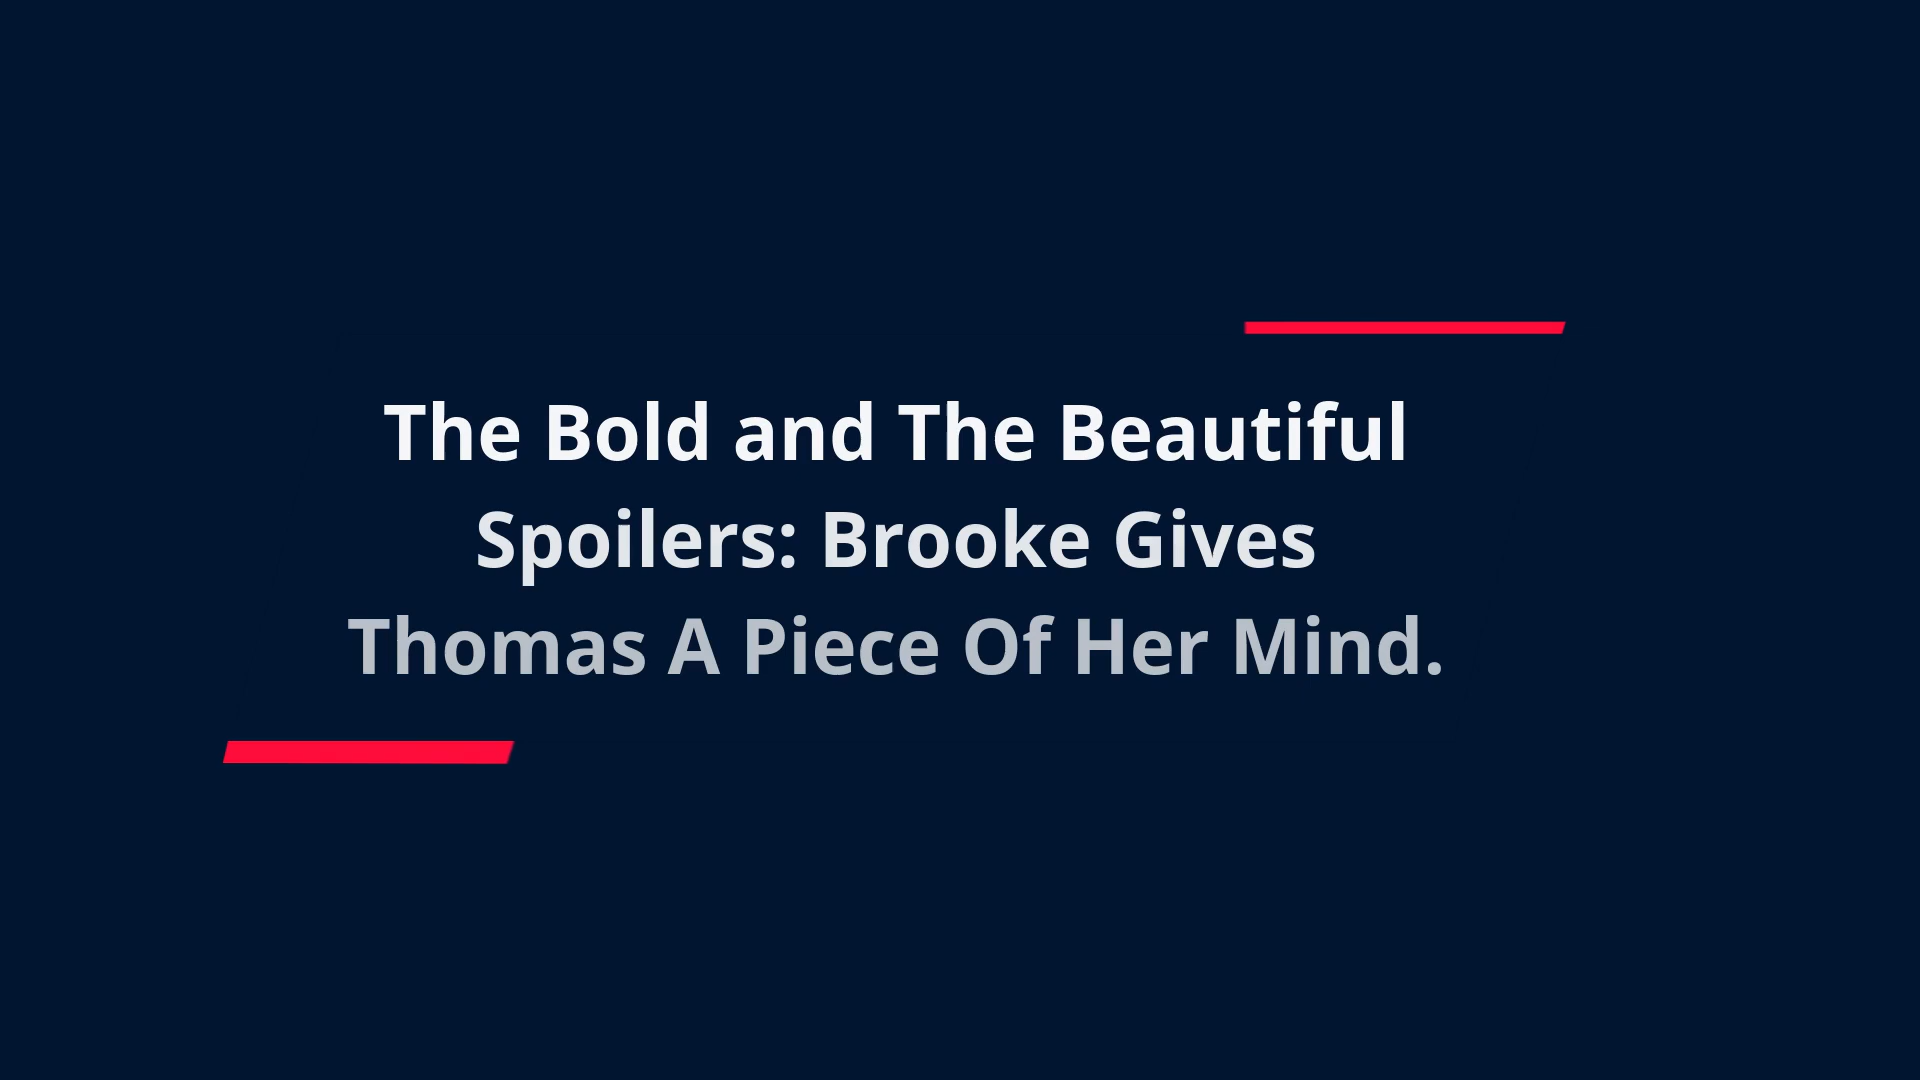 The Bold and The Beautiful
Spoilers: Brooke Gives
Thomas A Piece Of Her Mind.